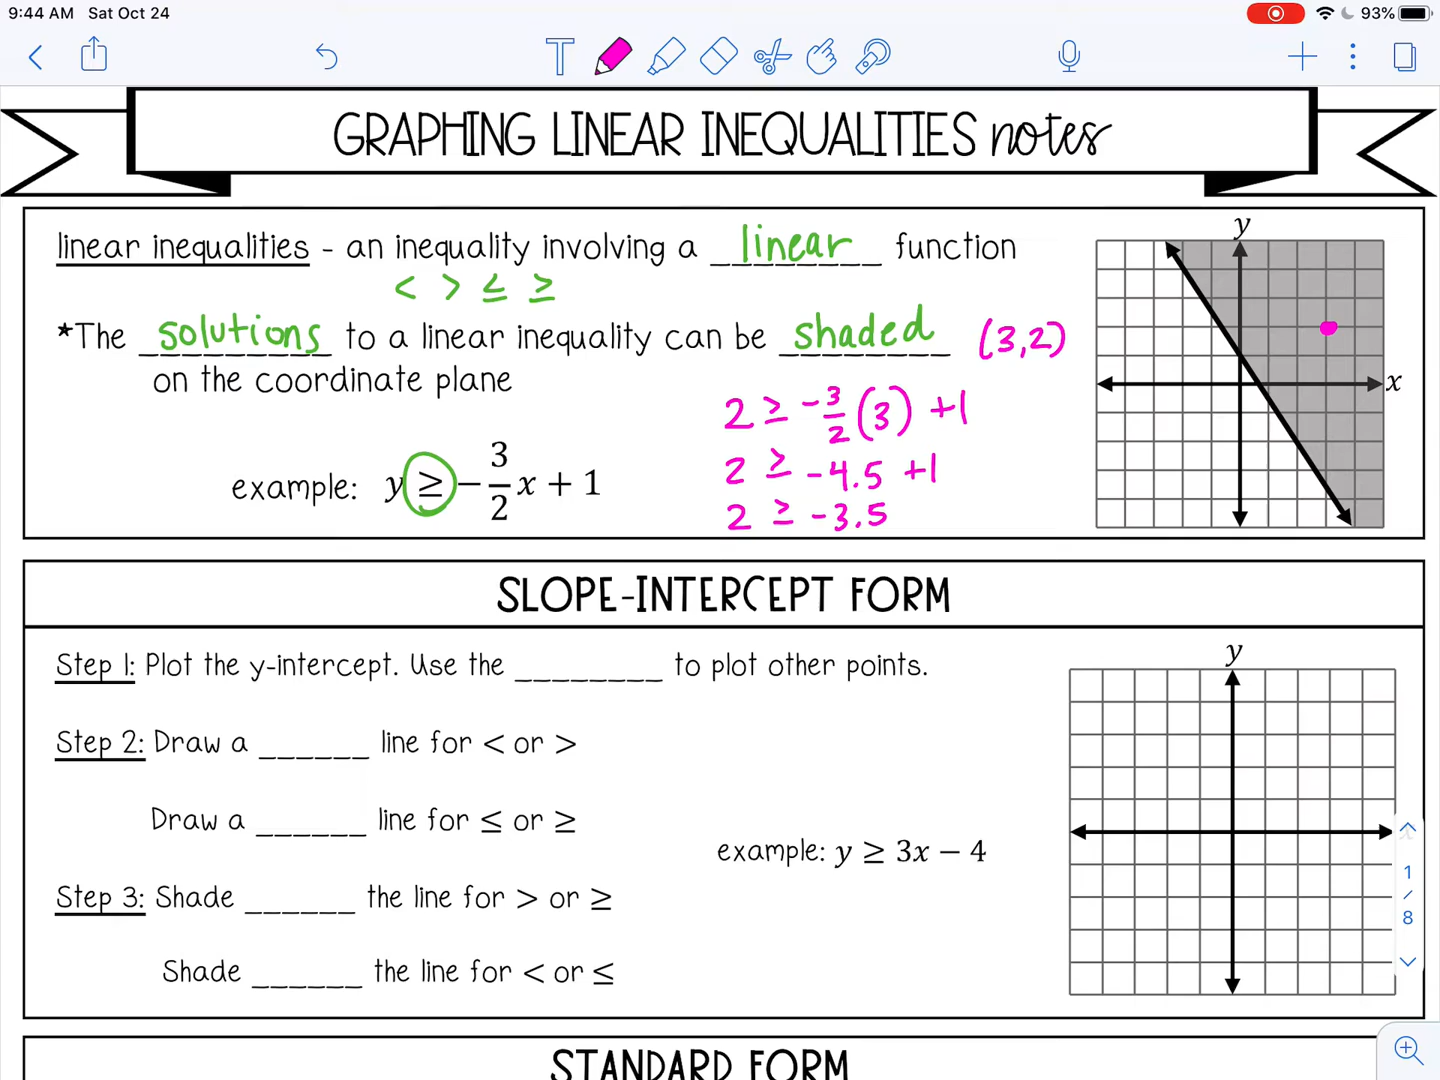 9:44 AM Sat Oct 24
93%
T
GRAPHING LINEAR INEQUALITIES notes
linear inequalities - an inequality involving a linear function
< > ≤ ≥
*The solutions to a linear inequality can be shaded (3,2)
on the coordinate plane
2 ≥ -3/2 (3) +1
2 ≥ -4.5 +1
2 ≥ -3.5
example: y ≥ -3/2 x + 1
y
x
SLOPE-INTERCEPT FORM
Step 1: Plot the y-intercept. Use the ________ to plot other points.
Step 2: Draw a ______ line for < or >
Draw a ______ line for ≤ or ≥
example: y ≥ 3x − 4
Step 3: Shade ______ the line for > or ≥
Shade ______ the line for < or ≤
y
1
/
8
STANDARD FORM